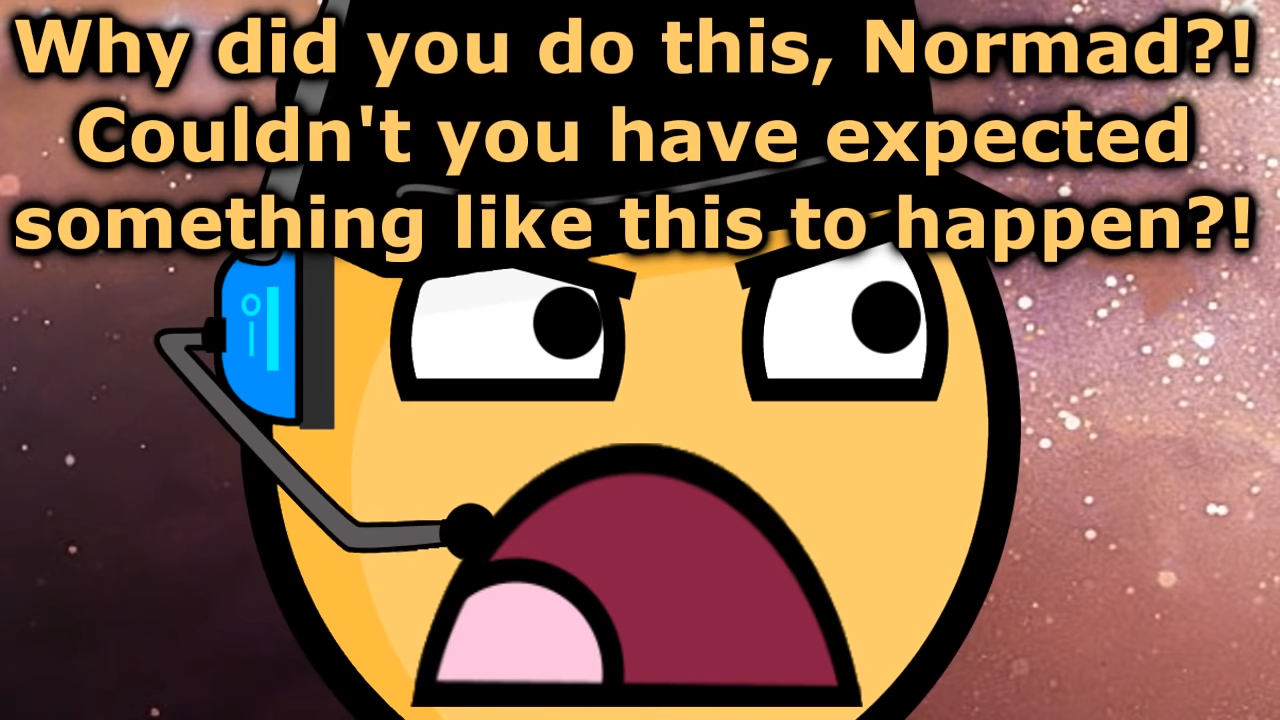 Why did you do this, Normad?!
Couldn't you have expected
something like this to happen?!